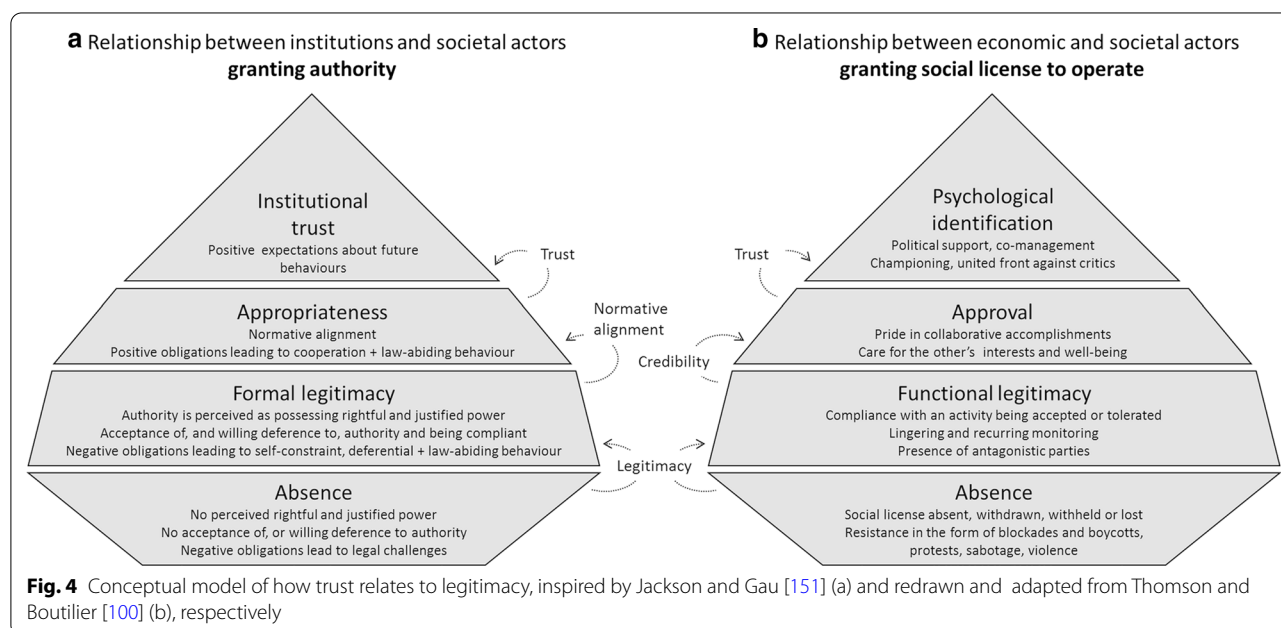 a Relationship between institutions and societal actors
granting authority
Institutional
trust
Positive expectations about future
behaviours
Appropriateness
Normative alignment
Positive obligations leading to cooperation + law-abiding behaviour
Formal legitimacy
Authority is perceived as possessing rightful and justified power
Acceptance of, and willing deference to, authority and being compliant
Negative obligations leading to self-constraint, deferential + law-abiding behaviour
Absence
No perceived rightful and justified power
No acceptance of, or willing deference to authority
Negative obligations lead to legal challenges
Trust
Normative
alignment
Legitimacy
b Relationship between economic and societal actors
granting social license to operate
Trust
Credibility
Psychological
identification
Political support, co-management
Championing, united front against critics
Approval
Pride in collaborative accomplishments
Care for the other's interests and well-being
Functional legitimacy
Compliance with an activity being accepted or tolerated
Lingering and recurring monitoring
Presence of antagonistic parties
Absence
Social license absent, withdrawn, withheld or lost
Resistance in the form of blockades and boycotts,
protests, sabotage, violence
Fig. 4 Conceptual model of how trust relates to legitimacy, inspired by Jackson and Gau [151] (a) and redrawn and adapted from Thomson and
Boutilier [100] (b), respectively